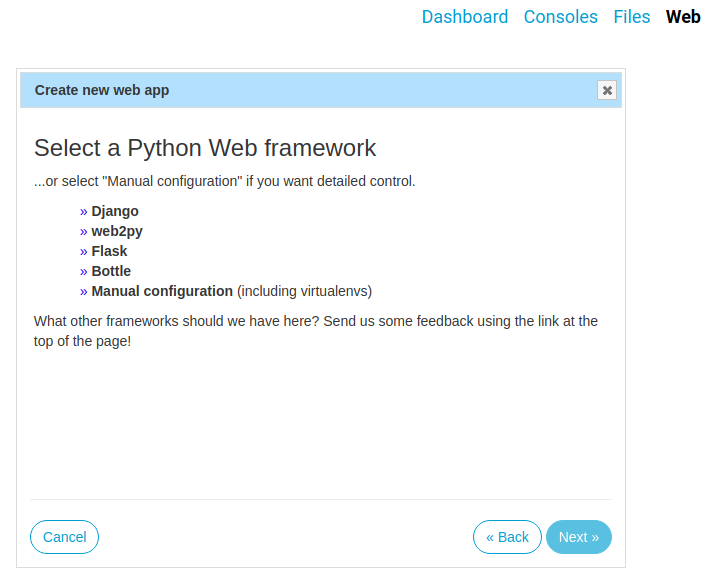 Dashboard Consoles Files Web
Create new web app
Select a Python Web framework
...or select "Manual configuration" if you want detailed control.
» Django
» web2py
» Flask
» Bottle
» Manual configuration (including virtualenvs)
What other frameworks should we have here? Send us some feedback using the link at the
top of the page!
Cancel « Back Next »